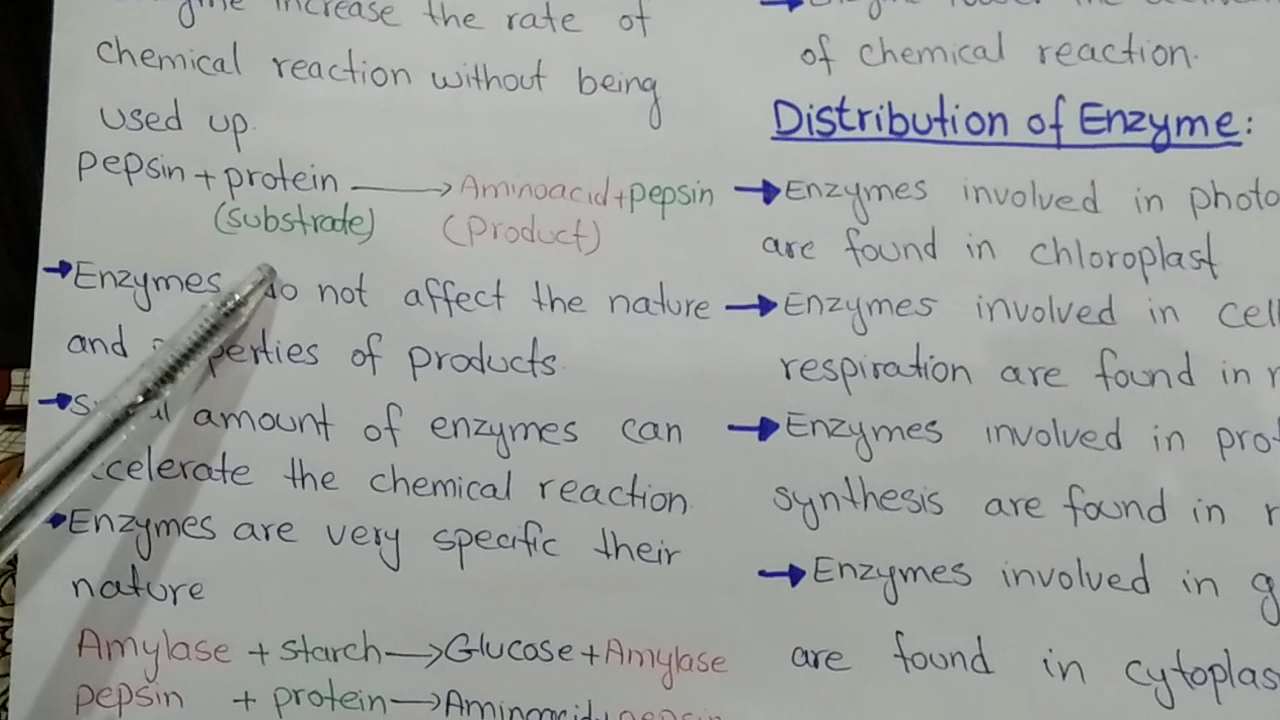 increase the rate of
chemical reaction without being
used up.
pepsin + protein → Aminoacid + pepsin
(substrate) (Product)
→ Enzymes do not affect the nature
and of products.
→ amount of enzymes can
the chemical reaction.
→ Enzymes are very specific their
nature
Amylase + starch → Glucose + Amylase
pepsin + protein →
of chemical reaction.
Distribution of Enzyme:
→ Enzymes involved in
are found in chloroplast
→ Enzymes involved in
respiration are found in
→ Enzymes involved in
synthesis are found in
→ Enzymes involved in
are found in